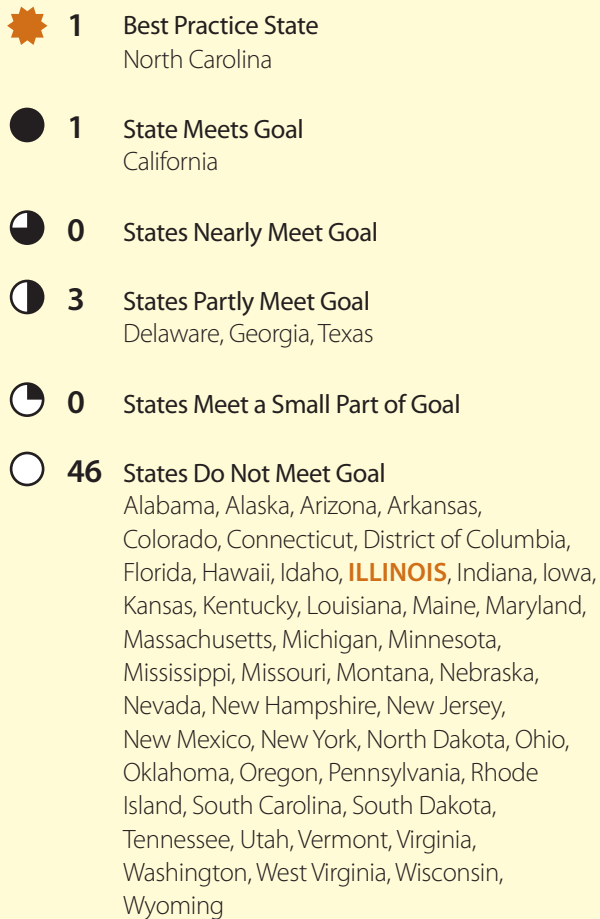 1 Best Practice State
North Carolina
1 State Meets Goal
California
0 States Nearly Meet Goal
3 States Partly Meet Goal
Delaware, Georgia, Texas
0 States Meet a Small Part of Goal
46 States Do Not Meet Goal
Alabama, Alaska, Arizona, Arkansas,
Colorado, Connecticut, District of Columbia,
Florida, Hawaii, Idaho, ILLINOIS, Indiana, Iowa,
Kansas, Kentucky, Louisiana, Maine, Maryland,
Massachusetts, Michigan, Minnesota,
Mississippi, Missouri, Montana, Nebraska,
Nevada, New Hampshire, New Jersey,
New Mexico, New York, North Dakota, Ohio,
Oklahoma, Oregon, Pennsylvania, Rhode
Island, South Carolina, South Dakota,
Tennessee, Utah, Vermont, Virginia,
Washington, West Virginia, Wisconsin,
Wyoming